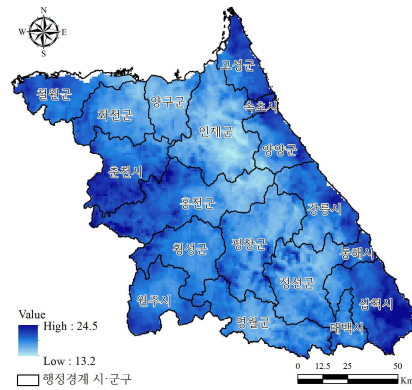 N
W E
S
고성군
철원군
양구군
속초시
화천군
인제군
양양군
춘천시
홍천군
강릉시
횡성군
평창군
동해시
정선군
삼척시
원주시
영월군
태백시
Value
High : 24.5
Low : 13.2
행정경계 시·군구
0 12.5 25 50
Km